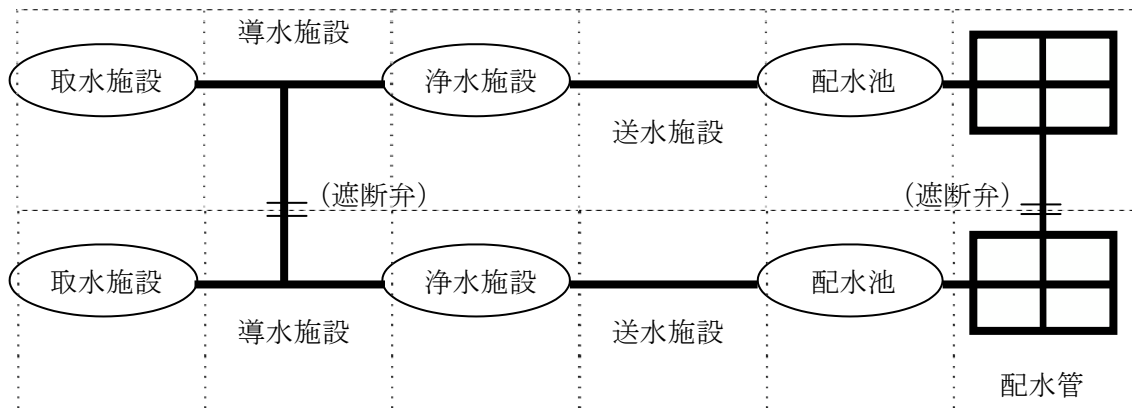 導水施設
取水施設
浄水施設
配水池
送水施設
(遮断弁)
(遮断弁)
取水施設
浄水施設
配水池
導水施設
送水施設
配水管